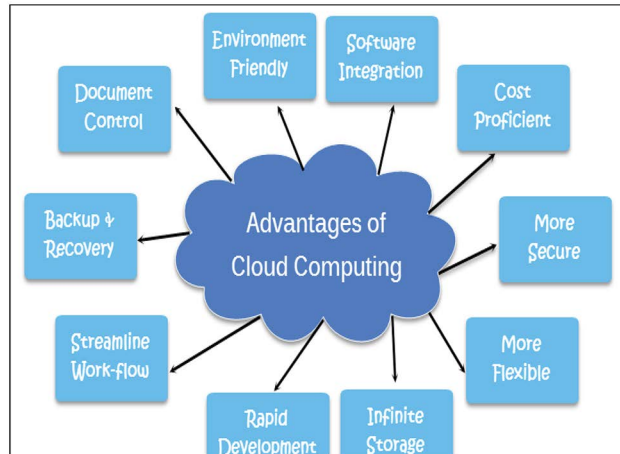 Environment
Friendly
Software
Integration
Document
Control
Cost
Proficient
Backup &
Recovery
Advantages of
Cloud Computing
More
Secure
Streamline
Work-flow
More
Flexible
Rapid
Development
Infinite
Storage